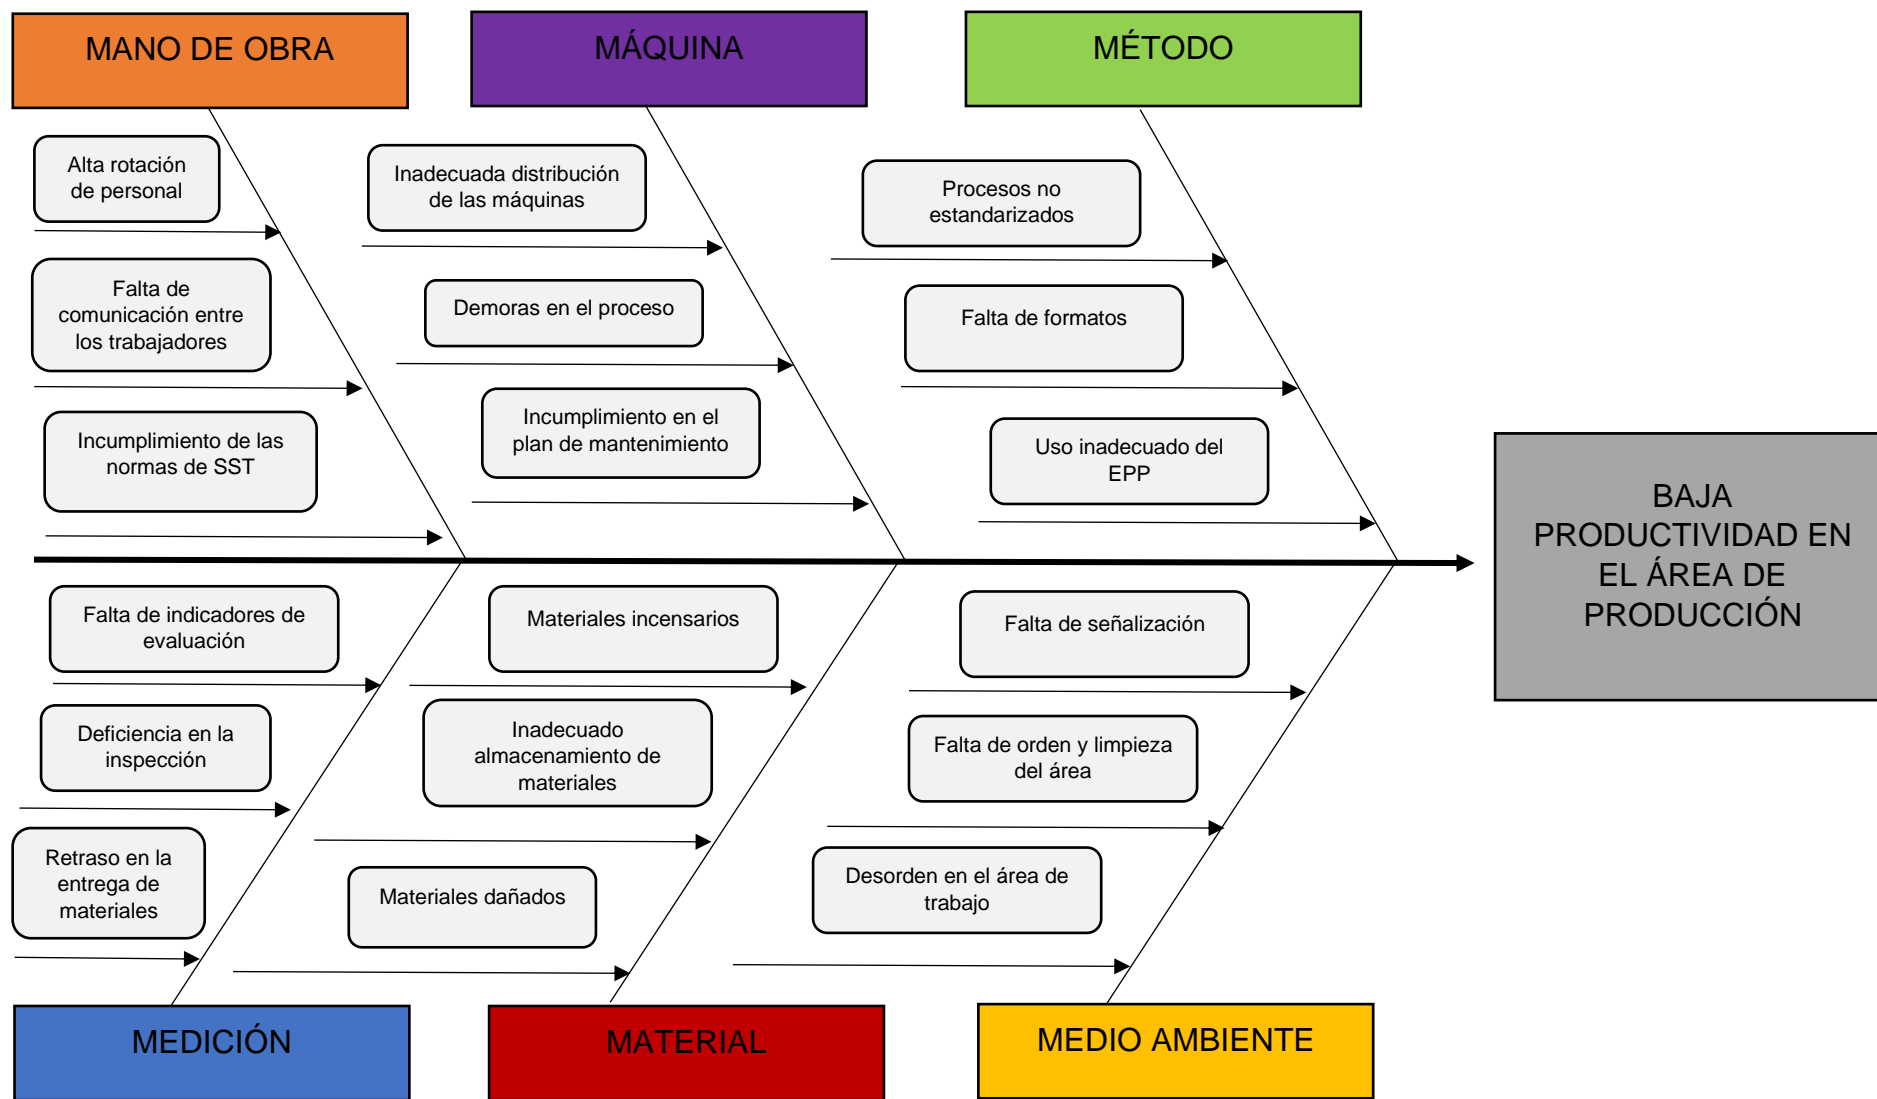 MANO DE OBRA
MÁQUINA
MÉTODO
Alta rotación
de personal
Falta de
comunicación entre
los trabajadores
Incumplimiento de las
normas de SST
Inadecuada distribución
de las máquinas
Demoras en el proceso
Incumplimiento en el
plan de mantenimiento
Procesos no
estandarizados
Falta de formatos
Uso inadecuado del
EPP
BAJA
PRODUCTIVIDAD EN
EL ÁREA DE
PRODUCCIÓN
Falta de indicadores de
evaluación
Deficiencia en la
inspección
Retraso en la
entrega de
materiales
Materiales incensarios
Inadecuado
almacenamiento de
materiales
Materiales dañados
Falta de señalización
Falta de orden y limpieza
del área
Desorden en el área de
trabajo
MEDICIÓN
MATERIAL
MEDIO AMBIENTE